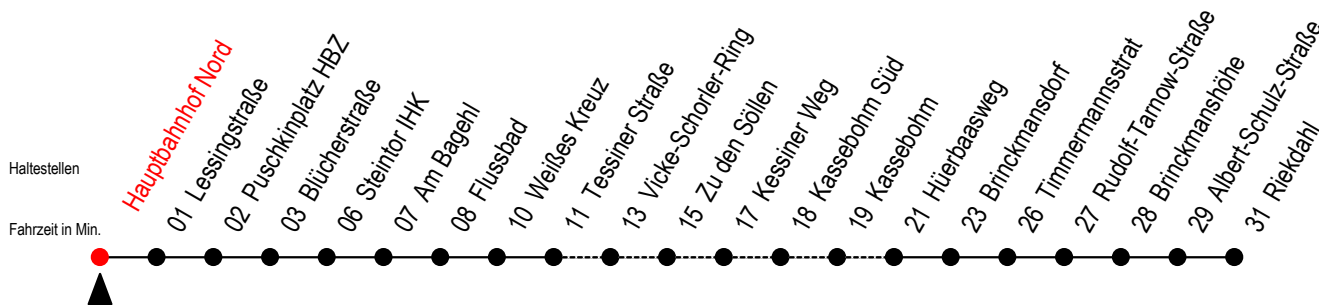 Haltestellen
Fahrzeit in Min.
Hauptbahnhof Nord
01 Lessingstraße
02 Puschkinplatz HBZ
03 Blücherstraße
06 Steintor IHK
07 Am Bagehl
08 Flussbad
10 Weißes Kreuz
11 Tessiner Straße
13 Vicke-Schorler-Ring
15 Zu den Söllen
17 Kessiner Weg
18 Kassebohm Süd
19 Kassebohm
21 Hüerbaasweg
23 Brinckmansdorf
26 Timmermannsstrat
27 Rudolf-Tarnow-Straße
28 Brinckmanshöhe
29 Albert-Schulz-Straße
31 Riekdahl